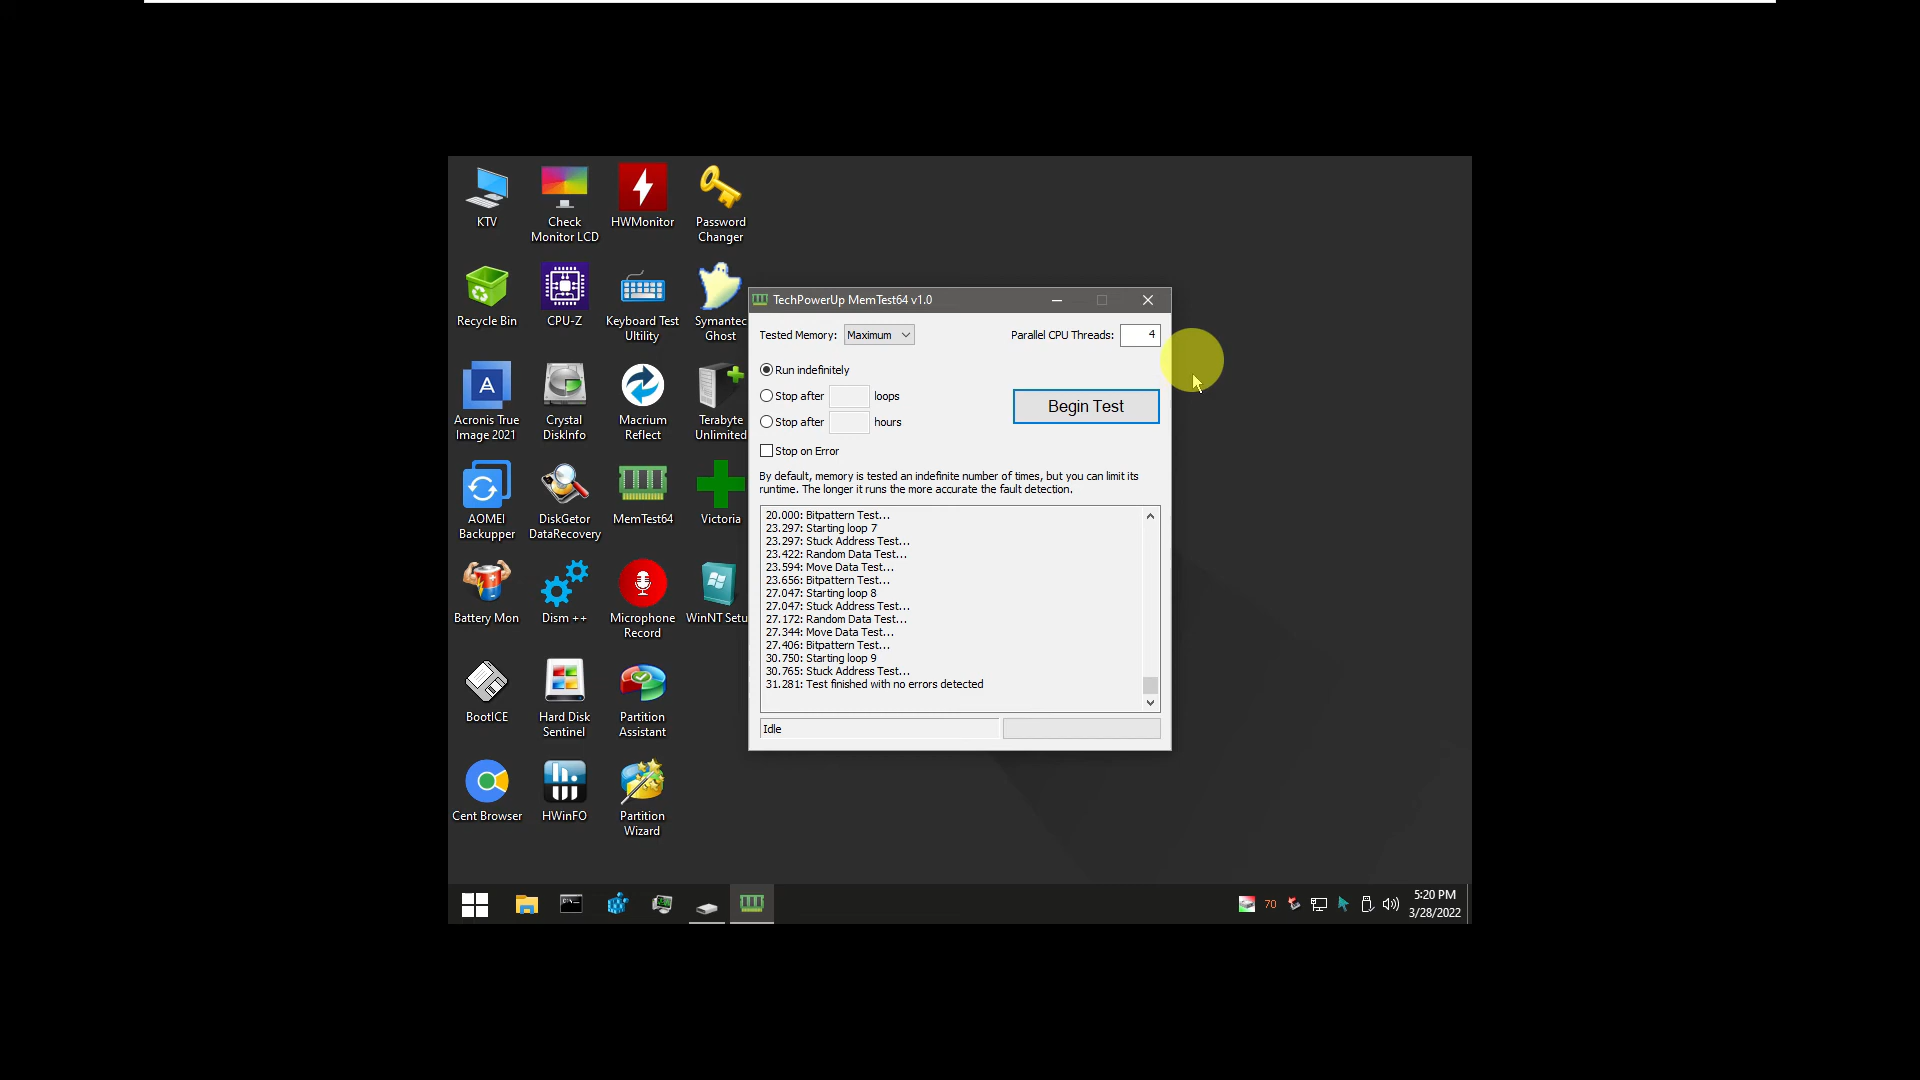 KTV
Check
Monitor LCD
HWMonitor
Password
Changer
Recycle Bin
CPU-Z
Keyboard Test
Ultility
Symantec
Ghost
Acronis True
Image 2021
Crystal
DiskInfo
Macrium
Reflect
Terabyte
Unlimited
AOMEI
Backupper
DiskGetor
DataRecovery
MemTest64
Victoria
Battery Mon
Dism ++
Microphone
Record
WinNT Setu
BootICE
Hard Disk
Sentinel
Partition
Assistant
Cent Browser
HWinFO
Partition
Wizard
TechPowerUp MemTest64 v1.0
Tested Memory: Maximum
Parallel CPU Threads: 4
Run indefinitely
Stop after loops
Stop after hours
Begin Test
Stop on Error
By default, memory is tested an indefinite number of times, but you can limit its
runtime. The longer it runs the more accurate the fault detection.
20.000: Bitpattern Test...
23.297: Starting loop 7
23.297: Stuck Address Test...
23.422: Random Data Test...
23.594: Move Data Test...
23.656: Bitpattern Test...
27.047: Starting loop 8
27.047: Stuck Address Test...
27.172: Random Data Test...
27.344: Move Data Test...
27.406: Bitpattern Test...
30.750: Starting loop 9
30.765: Stuck Address Test...
31.281: Test finished with no errors detected
Idle
70
5:20 PM
3/28/2022